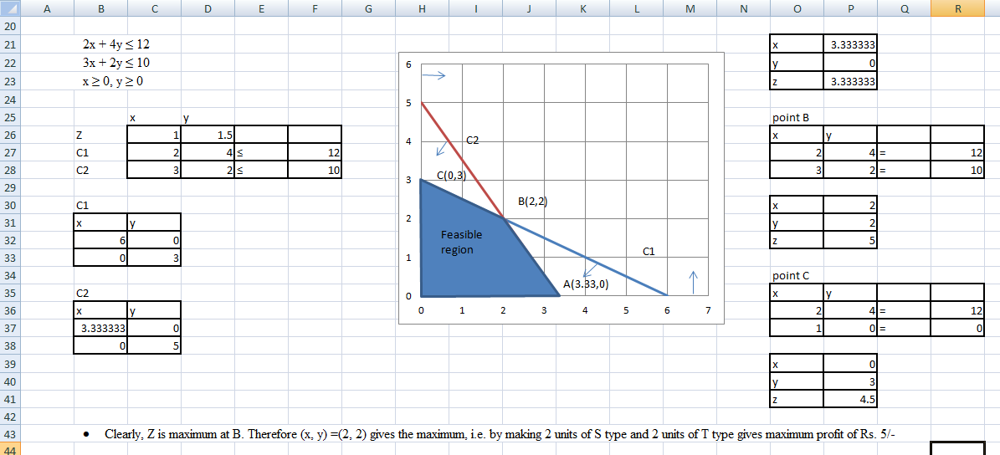 A B C D E F G H I J K L M N O P Q R
20
21 2x + 4y ≤ 12 x 3.333333
22 3x + 2y ≤ 10 y 0
23 x ≥ 0, y ≥ 0 z 3.333333
24
25 x y point B
26 Z 1 1.5 x y
27 C1 2 4 ≤ 12 2 4 = 12
28 C2 3 2 ≤ 10 3 2 = 10
29
30 C1 x 2
31 x y y 2
32 6 0 z 5
33 0 3
34 point C
35 C2 x y
36 x y 2 4 = 12
37 3.333333 0 1 0 = 0
38 0 5
39 x 0
40 y 3
41 z 4.5
42
43 • Clearly, Z is maximum at B. Therefore (x, y) =(2, 2) gives the maximum, i.e. by making 2 units of S type and 2 units of T type gives maximum profit of Rs. 5/-
44
6
5
4
3
2
1
0
C2
C(0,3)
B(2,2)
Feasible
region
C1
A(3.33,0)
0 1 2 3 4 5 6 7